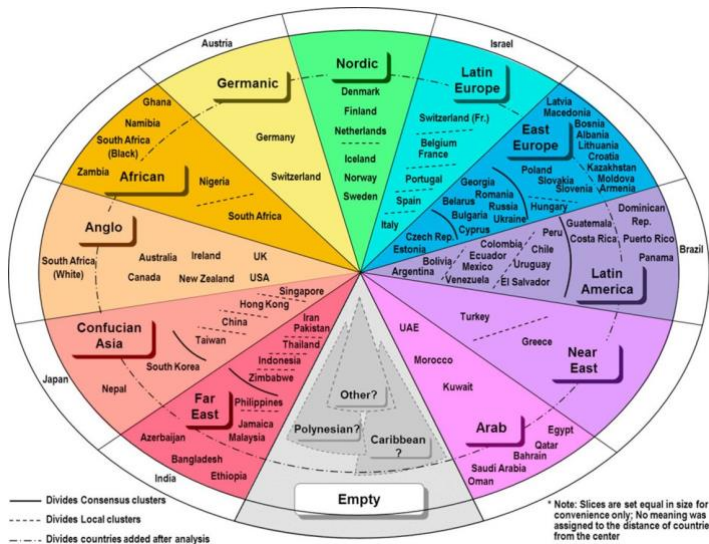 Austria
Israel
Nordic
Denmark
Finland
Netherlands
Iceland
Norway
Sweden
Germanic
Germany
Switzerland
Latin
Europe
Switzerland (Fr.)
Belgium
France
Portugal
Spain
Italy
East
Europe
Latvia
Macedonia
Bosnia
Albania
Lithuania
Croatia
Kazakhstan
Moldova
Armenia
Poland
Slovakia
Slovenia
Hungary
Georgia
Romania
Russia
Ukraine
Belarus
Bulgaria
Cyprus
Czech Rep.
Estonia
Ghana
Namibia
South Africa
(Black)
Zambia
African
Nigeria
South Africa
Anglo
South Africa
(White)
Australia
Ireland
UK
Canada
New Zealand
USA
Latin
America
Guatemala
Costa Rica
Dominican
Rep.
Puerto Rico
Panama
Brazil
Peru
Chile
Uruguay
El Salvador
Colombia
Ecuador
Mexico
Venezuela
Bolivia
Argentina
Confucian
Asia
Singapore
Hong Kong
China
Taiwan
South Korea
Nepal
Japan
Near
East
Turkey
Greece
Far
East
Iran
Pakistan
Thailand
Indonesia
Zimbabwe
Philippines
Jamaica
Malaysia
Azerbaijan
Bangladesh
Ethiopia
India
Arab
UAE
Morocco
Kuwait
Egypt
Qatar
Bahrain
Saudi Arabia
Oman
Other?
Polynesian?
Caribbean
?
Empty
Divides Consensus clusters
Divides Local clusters
Divides countries added after analysis
* Note: Slices are set equal in size for
convenience only; No meaning was
assigned to the distance of countrie
from the center